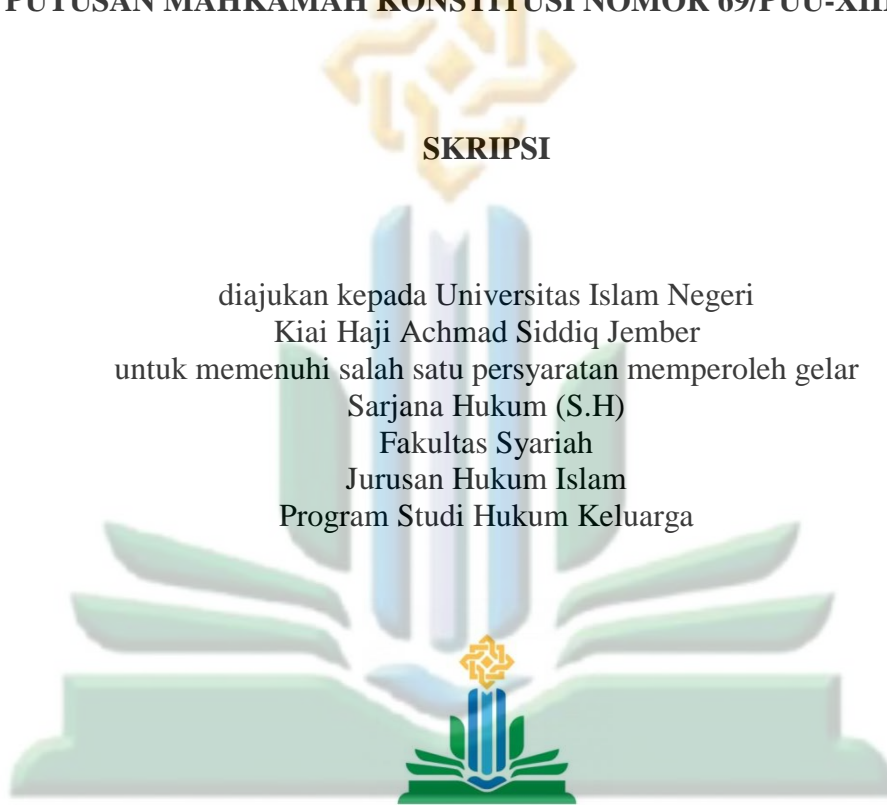 PUTUSAN MAHKAMAH KONSTITUSI NOMOR 69/PUU-XIII
SKRIPSI
diajukan kepada Universitas Islam Negeri
Kiai Haji Achmad Siddiq Jember
untuk memenuhi salah satu persyaratan memperoleh gelar
Sarjana Hukum (S.H)
Fakultas Syariah
Jurusan Hukum Islam
Program Studi Hukum Keluarga